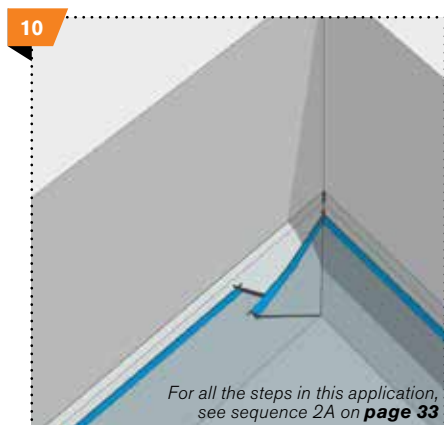 10
For all the steps in this application,
see sequence 2A on page 33